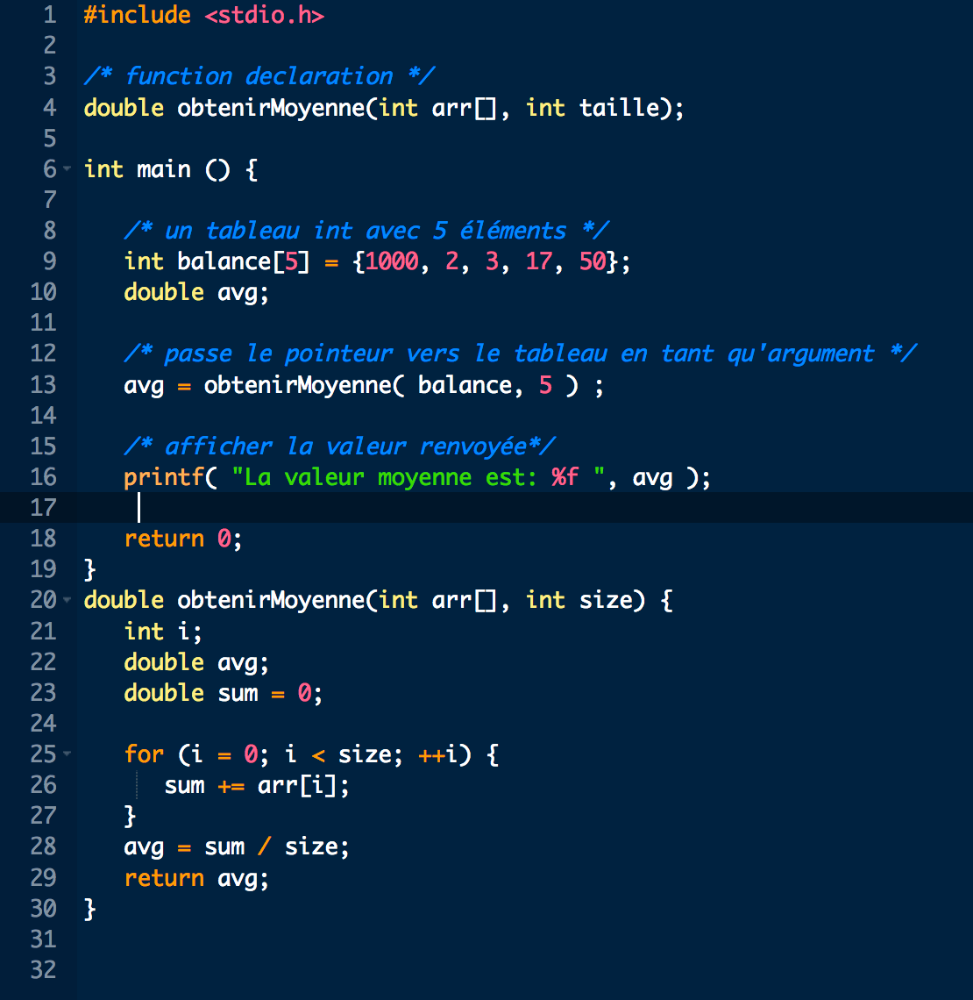 1 #include <stdio.h>
2
3 /* function declaration */
4 double obtenirMoyenne(int arr[], int taille);
5
6 int main () {
7
8    /* un tableau int avec 5 éléments */
9    int balance[5] = {1000, 2, 3, 17, 50};
10    double avg;
11
12    /* passe le pointeur vers le tableau en tant qu'argument */
13    avg = obtenirMoyenne( balance, 5 ) ;
14
15    /* afficher la valeur renvoyée*/
16    printf( "La valeur moyenne est: %f ", avg );
17
18    return 0;
19 }
20 double obtenirMoyenne(int arr[], int size) {
21    int i;
22    double avg;
23    double sum = 0;
24
25    for (i = 0; i < size; ++i) {
26       sum += arr[i];
27    }
28    avg = sum / size;
29    return avg;
30 }
31
32